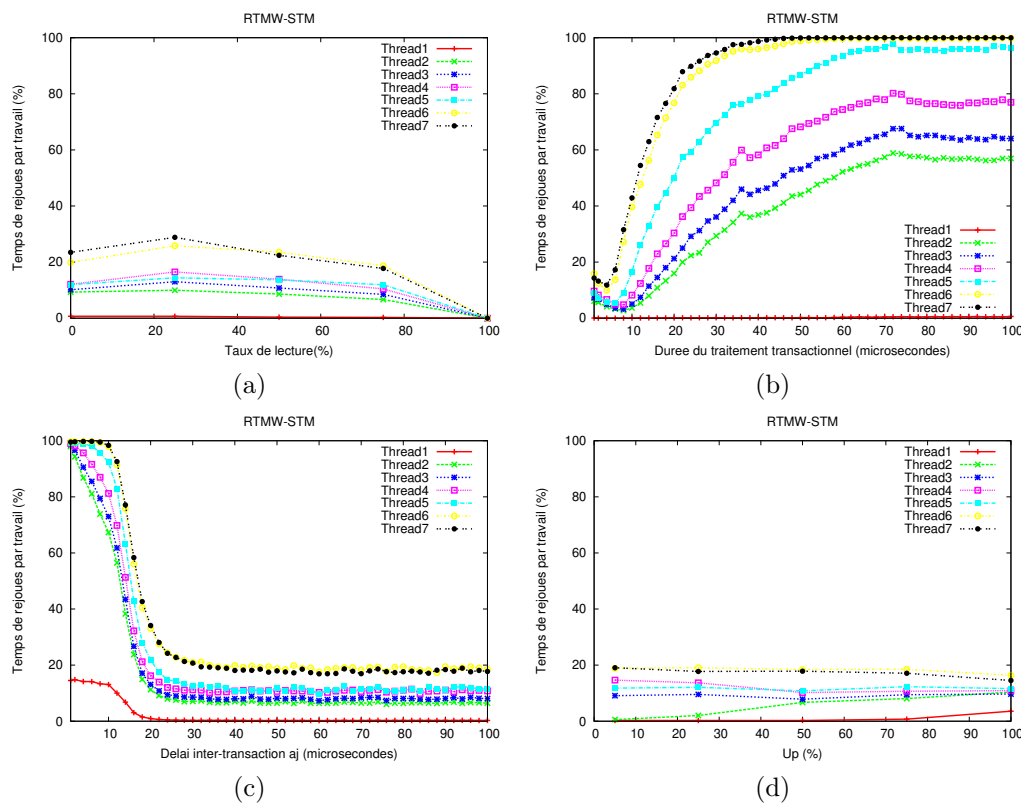 RTMW-STM
Temps de rejoues par travail (%)
100
80
60
40
20
0
Thread1
Thread2
Thread3
Thread4
Thread5
Thread6
Thread7
0 20 40 60 80 100
Taux de lecture(%)
(a)
RTMW-STM
Temps de rejoues par travail (%)
100
80
60
40
20
0
Thread1
Thread2
Thread3
Thread4
Thread5
Thread6
Thread7
10 20 30 40 50 60 70 80 90 100
Duree du traitement transactionnel (microsecondes)
(b)
RTMW-STM
Temps de rejoues par travail (%)
100
80
60
40
20
0
Thread1
Thread2
Thread3
Thread4
Thread5
Thread6
Thread7
10 20 30 40 50 60 70 80 90 100
Delai inter-transaction aj (microsecondes)
(c)
RTMW-STM
Temps de rejoues par travail (%)
100
80
60
40
20
0
Thread1
Thread2
Thread3
Thread4
Thread5
Thread6
Thread7
0 10 20 30 40 50 60 70 80 90 100
Up (%)
(d)